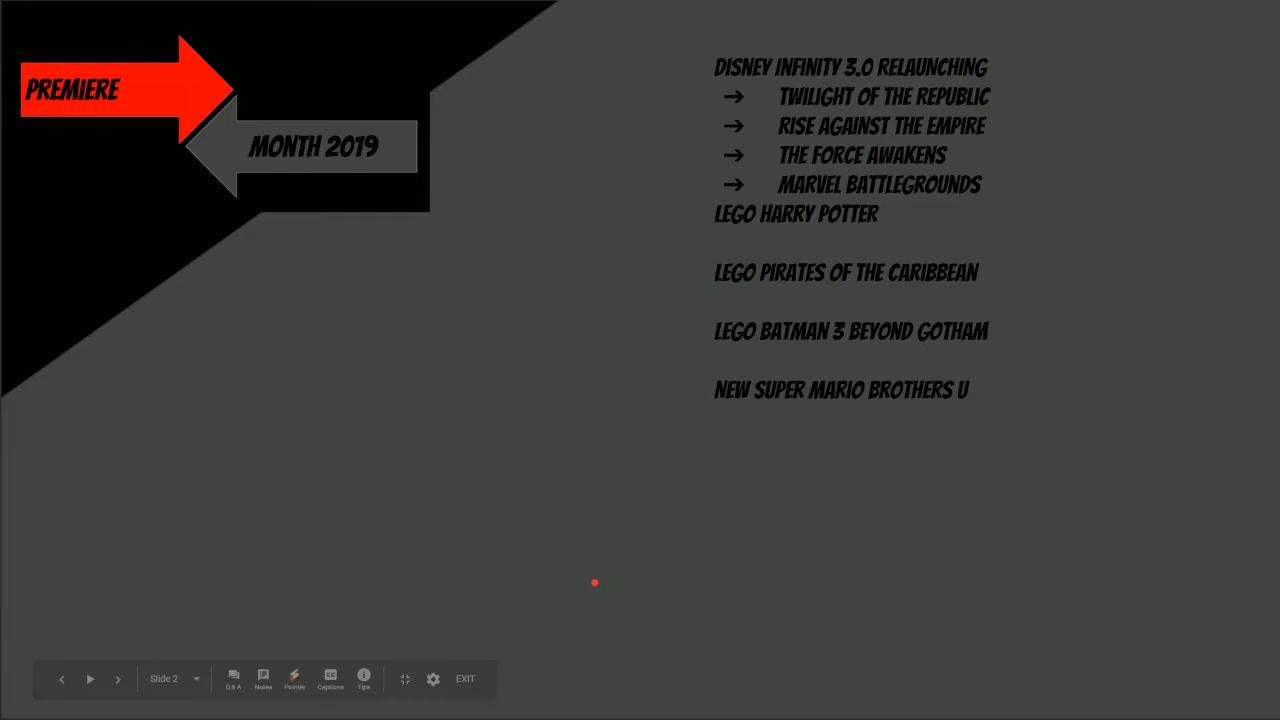 PREMIERE
MONTH 2019
DISNEY INFINITY 3.0 RELAUNCHING
➔ TWILIGHT OF THE REPUBLIC
➔ RISE AGAINST THE EMPIRE
➔ THE FORCE AWAKENS
➔ MARVEL BATTLEGROUNDS
LEGO HARRY POTTER
LEGO PIRATES OF THE CARIBBEAN
LEGO BATMAN 3 BEYOND GOTHAM
NEW SUPER MARIO BROTHERS U
Slide 2
Q & A
Notes
Pointer
Captions
Tips
EXIT